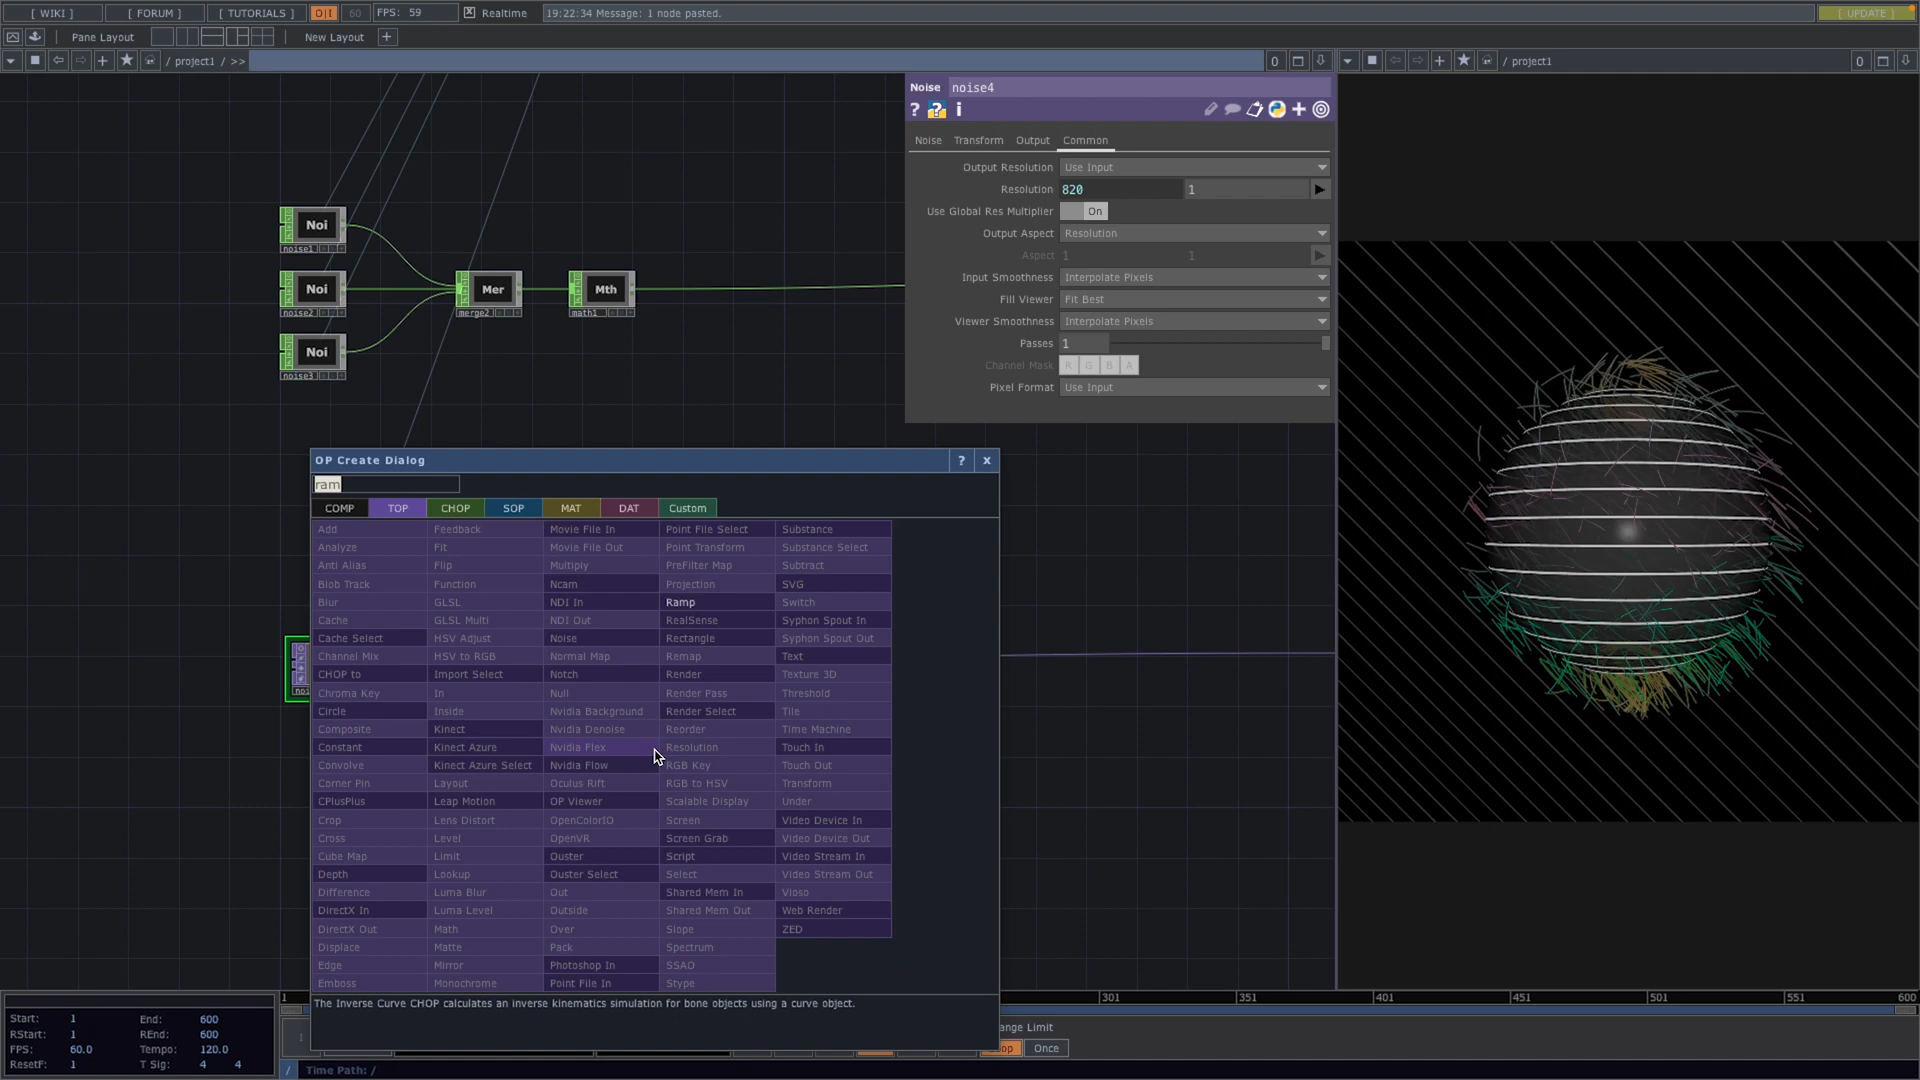 [ WIKI ]
[ FORUM ]
[ TUTORIALS ]
O|I
60
FPS: 59
Realtime
19:22:34 Message: 1 node pasted.
[ UPDATE ]
Pane Layout
New Layout
+
/ project1 / >>
0
/ project1
0
Noise noise4
? ? i
Noise Transform Output Common
Output Resolution Use Input
Resolution 820 1
Use Global Res Multiplier On
Output Aspect Resolution
Aspect 1 1
Input Smoothness Interpolate Pixels
Fill Viewer Fit Best
Viewer Smoothness Interpolate Pixels
Passes 1
Channel Mask R G B A
Pixel Format Use Input
Noi
noise1
Noi
noise2
Noi
noise3
Mer
merge2
Mth
math1
noi
OP Create Dialog ? x
ram
COMP TOP CHOP SOP MAT DAT Custom
Add Feedback Movie File In Point File Select Substance
Analyze Fit Movie File Out Point Transform Substance Select
Anti Alias Flip Multiply PreFilter Map Subtract
Blob Track Function Ncam Projection SVG
Blur GLSL NDI In Ramp Switch
Cache GLSL Multi NDI Out RealSense Syphon Spout In
Cache Select HSV Adjust Noise Rectangle Syphon Spout Out
Channel Mix HSV to RGB Normal Map Remap Text
CHOP to Import Select Notch Render Texture 3D
Chroma Key In Null Render Pass Threshold
Circle Inside Nvidia Background Render Select Tile
Composite Kinect Nvidia Denoise Reorder Time Machine
Constant Kinect Azure Nvidia Flex Resolution Touch In
Convolve Kinect Azure Select Nvidia Flow RGB Key Touch Out
Corner Pin Layout Oculus Rift RGB to HSV Transform
CPlusPlus Leap Motion OP Viewer Scalable Display Under
Crop Lens Distort OpenColorIO Screen Video Device In
Cross Level OpenVR Screen Grab Video Device Out
Cube Map Limit Ouster Script Video Stream In
Depth Lookup Ouster Select Select Video Stream Out
Difference Luma Blur Out Shared Mem In Vioso
DirectX In Luma Level Outside Shared Mem Out Web Render
DirectX Out Math Over Slope ZED
Displace Matte Pack Spectrum
Edge Mirror Photoshop In SSAO
Emboss Monochrome Point File In Stype
The Inverse Curve CHOP calculates an inverse kinematics simulation for bone objects using a curve object.
1 301 351 401 451 501 551 600
Start: 1 End: 600
RStart: 1 REnd: 600
FPS: 60.0 Tempo: 120.0
ResetF: 1 T Sig: 4 4
ange Limit
op Once
/ Time Path: /